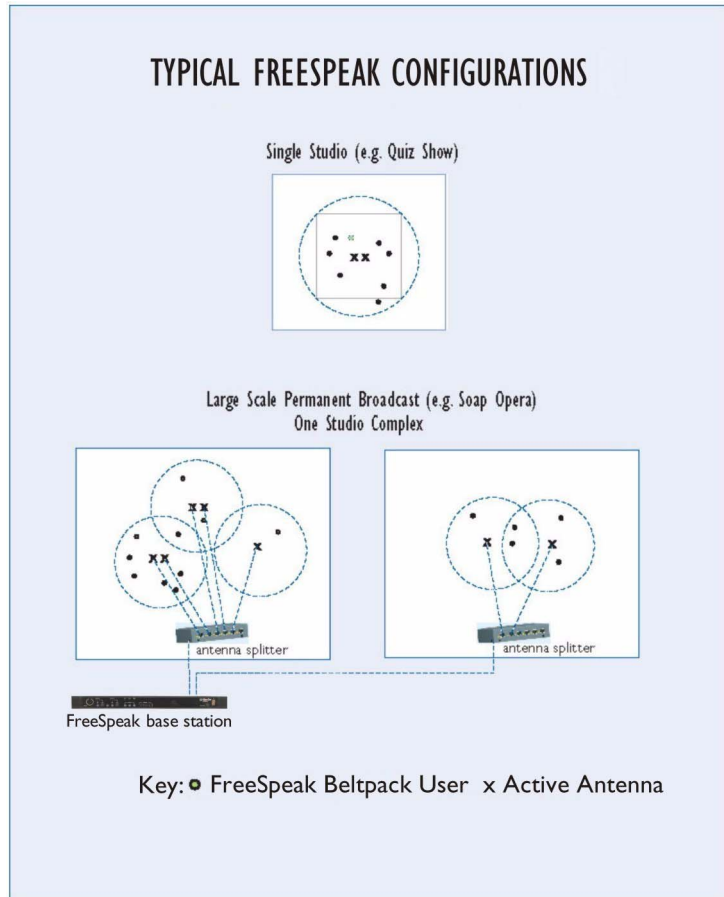 TYPICAL FREESPEAK CONFIGURATIONS
Single Studio (e.g. Quiz Show)
x x
Large Scale Permanent Broadcast (e.g. Soap Opera)
One Studio Complex
x x
x
x x
x x
antenna splitter
antenna splitter
FreeSpeak base station
Key: FreeSpeak Beltpack User x Active Antenna